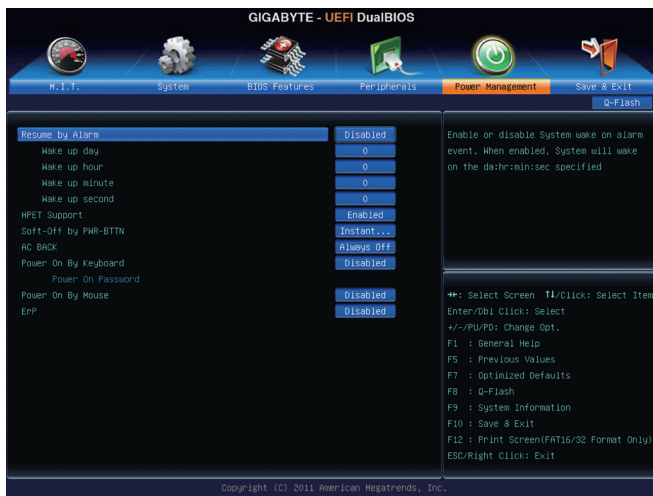 GIGABYTE - UEFI DualBIOS
M.I.T.
System
BIOS Features
Peripherals
Power Management
Save & Exit
Q-Flash
Resume by Alarm Disabled
Wake up day 0
Wake up hour 0
Wake up minute 0
Wake up second 0
HPET Support Enabled
Soft-Off by PWR-BTTN Instant...
AC BACK Always Off
Power On By Keyboard Disabled
Power On Password
Power On By Mouse Disabled
ErP Disabled
Enable or disable System wake on alarm
event. When enabled, System will wake
on the da:hr:min:sec specified
→←: Select Screen ↑↓/Click: Select Item
Enter/Dbl Click: Select
+/-/PU/PD: Change Opt.
F1 : General Help
F5 : Previous Values
F7 : Optimized Defaults
F8 : Q-Flash
F9 : System Information
F10 : Save & Exit
F12 : Print Screen(FAT16/32 Format Only)
ESC/Right Click: Exit
Copyright (C) 2011 American Megatrends, Inc.